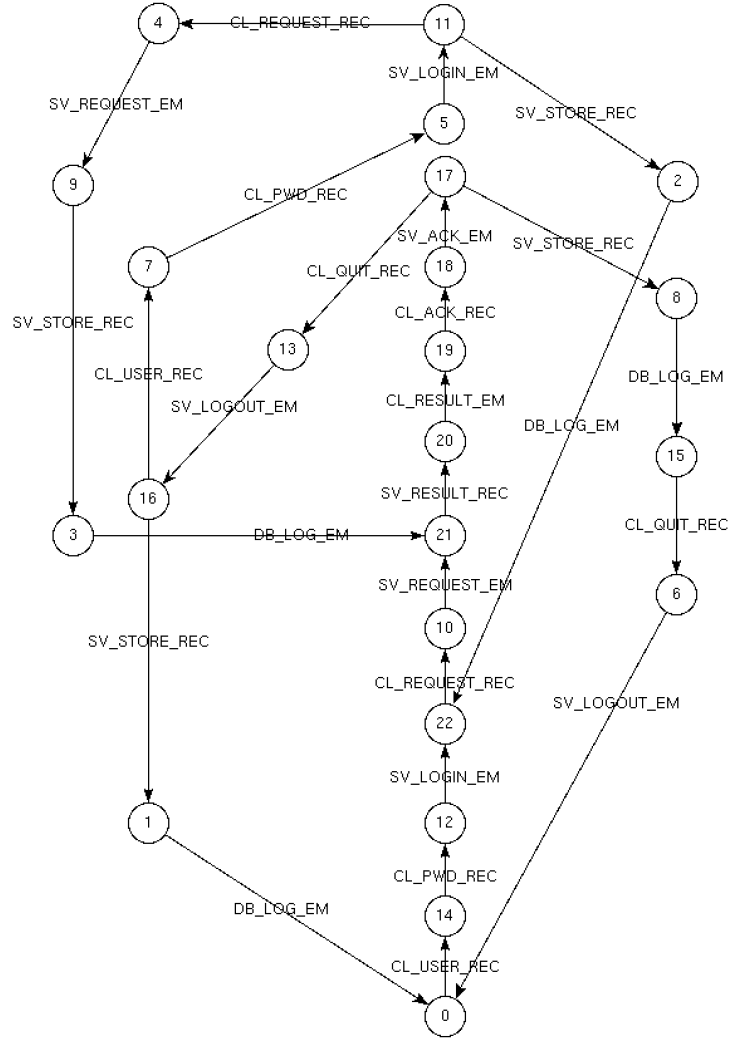 4
CL_REQUEST_REC
11
SV_LOGIN_EM
SV_REQUEST_EM
SV_STORE_REC
5
9
17
2
CL_PWD_REC
SV_ACK_EM
SV_STORE_REC
7
CL_QUIT_REC
18
8
CL_ACK_REC
SV_STORE_REC
13
19
CL_USER_REC
DB_LOG_EM
SV_LOGOUT_EM
CL_RESULT_EM
DB_LOG_EM
20
15
16
SV_RESULT_REC
CL_QUIT_REC
3
DB_LOG_EM
21
SV_REQUEST_EM
6
10
SV_STORE_REC
CL_REQUEST_REC
SV_LOGOUT_EM
22
SV_LOGIN_EM
1
12
CL_PWD_REC
DB_LOG_EM
14
CL_USER_REC
0